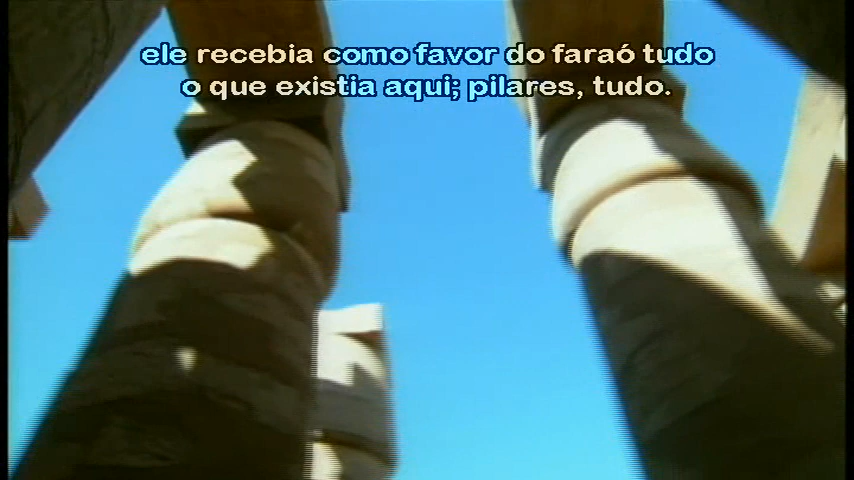 ele recebia como favor do faraó tudo
o que existia aqui; pilares, tudo.